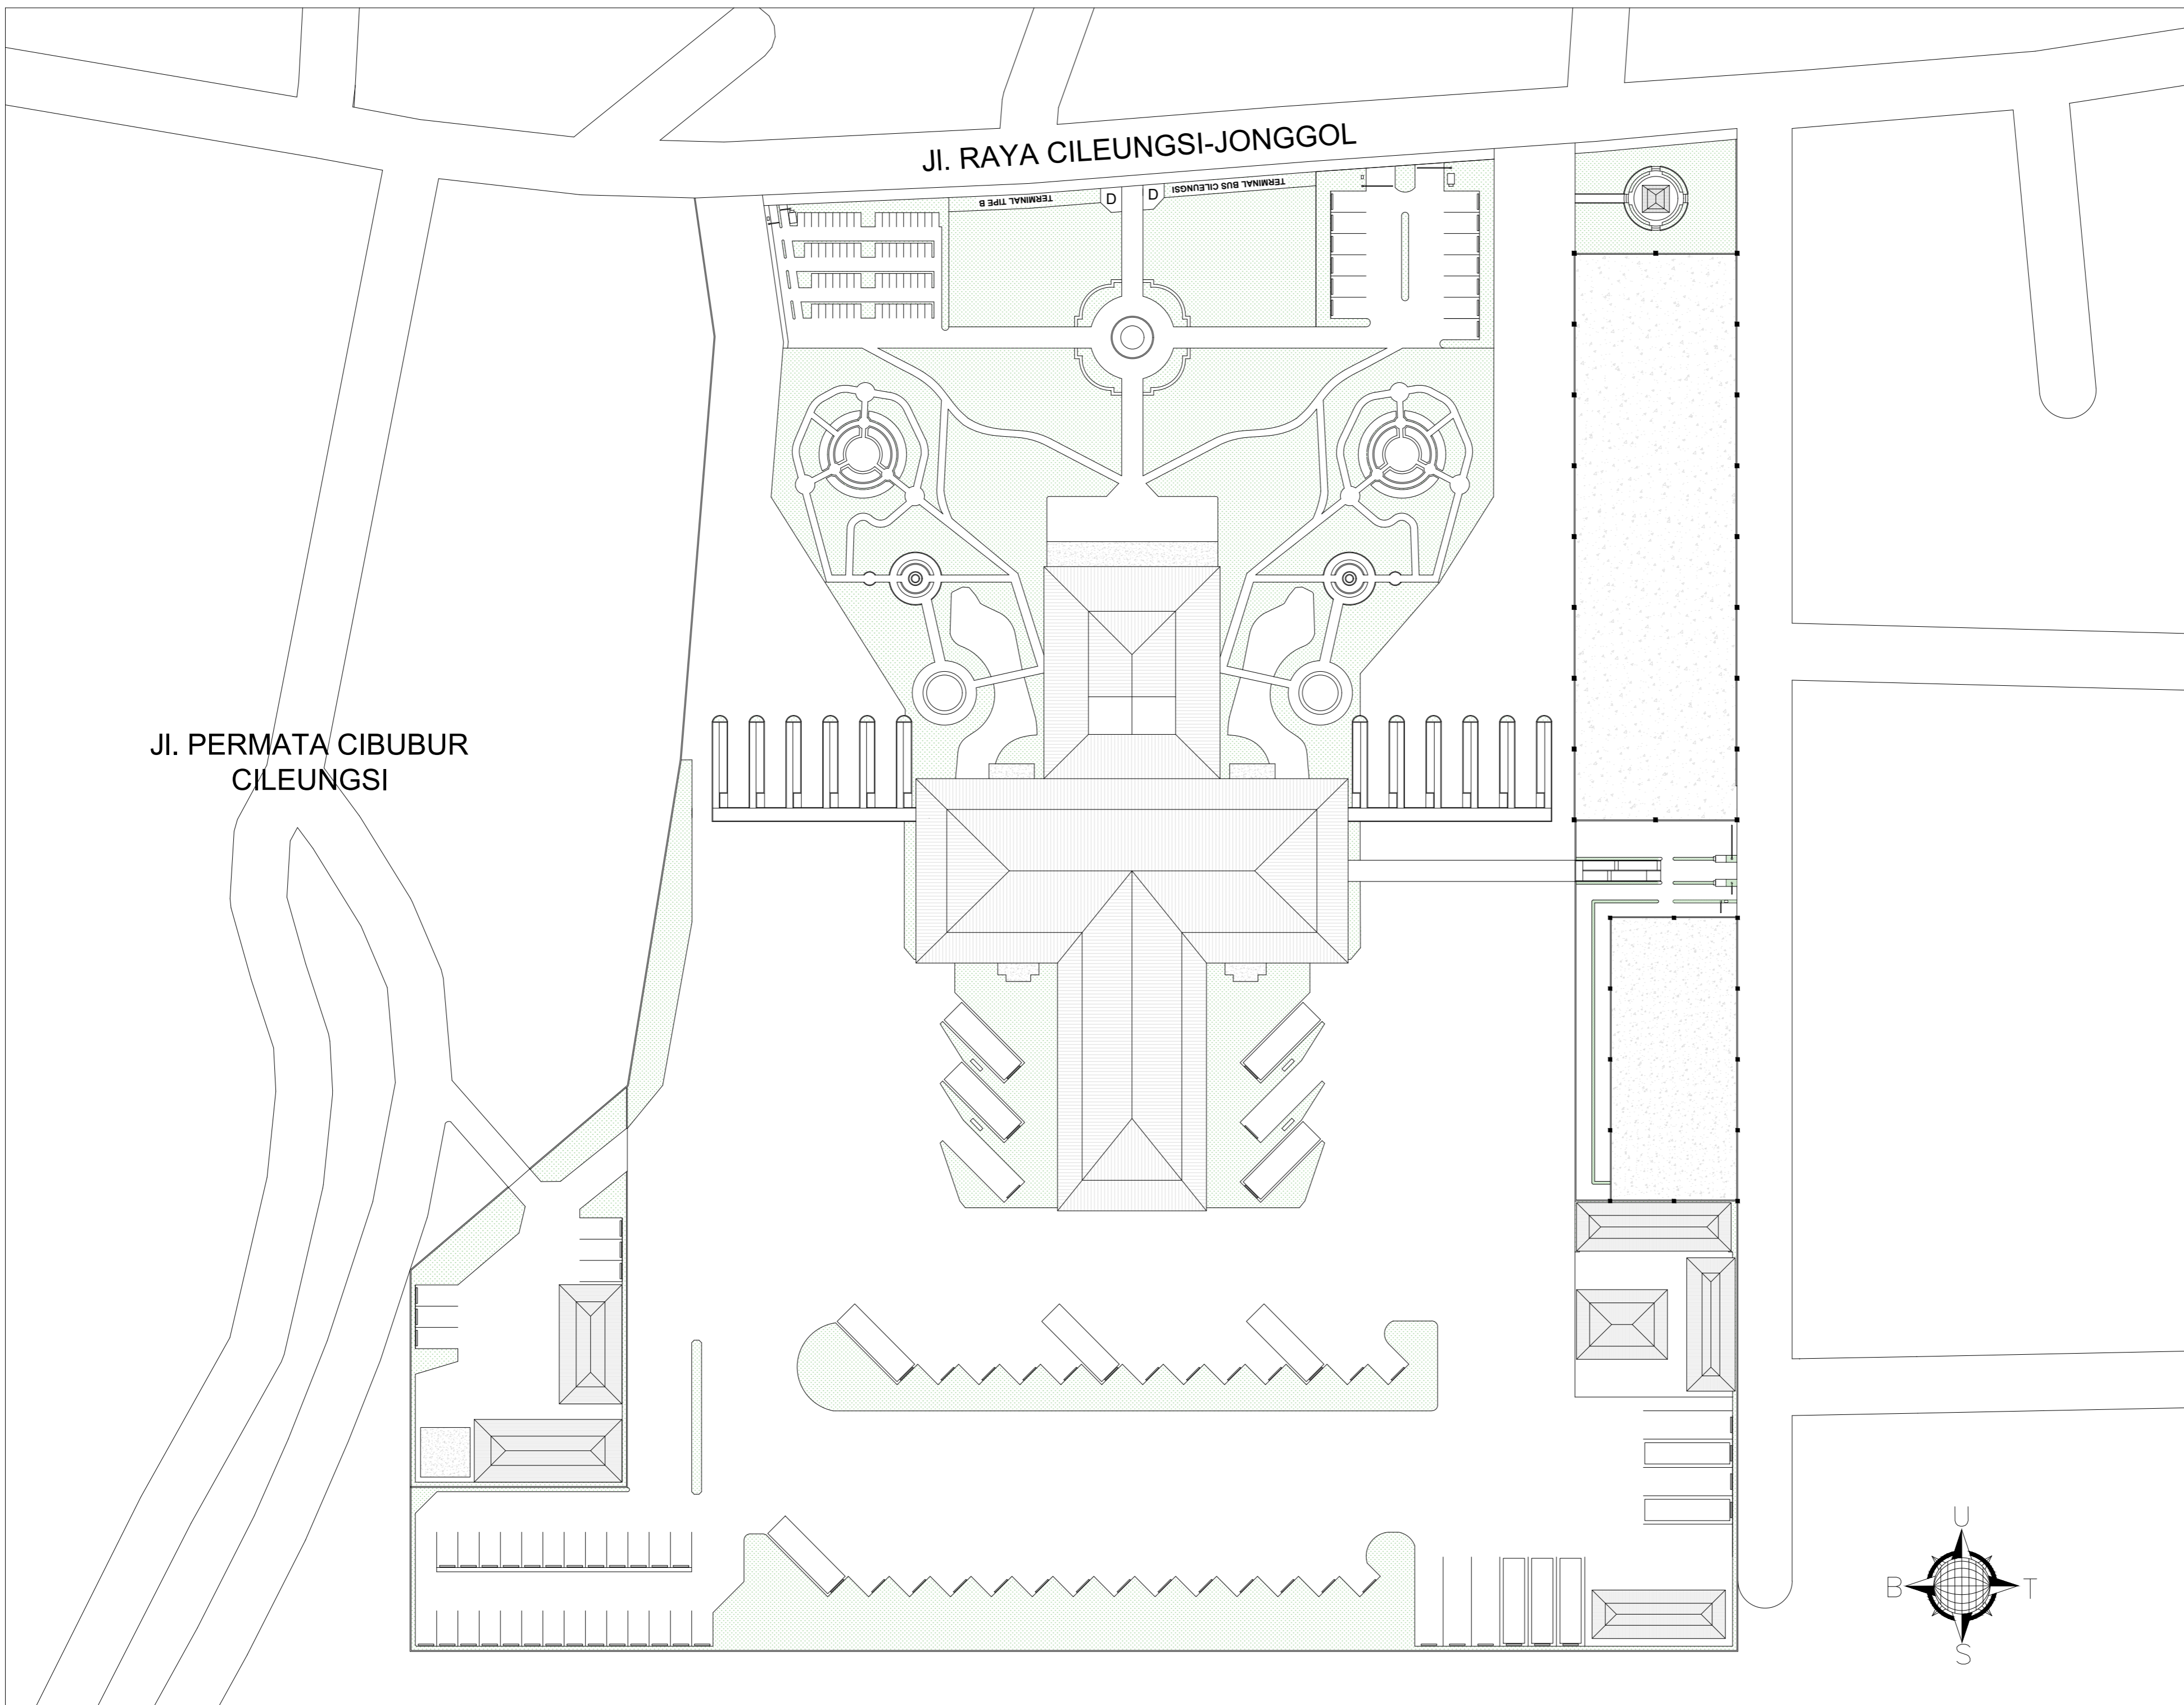 Jl. RAYA CILEUNGSI-JONGGOL
TERMINAL TIPE B
D
D
TERMINAL BUS CILEUNGSI
Jl. PERMATA CIBUBUR
CILEUNGSI
U
B
T
S